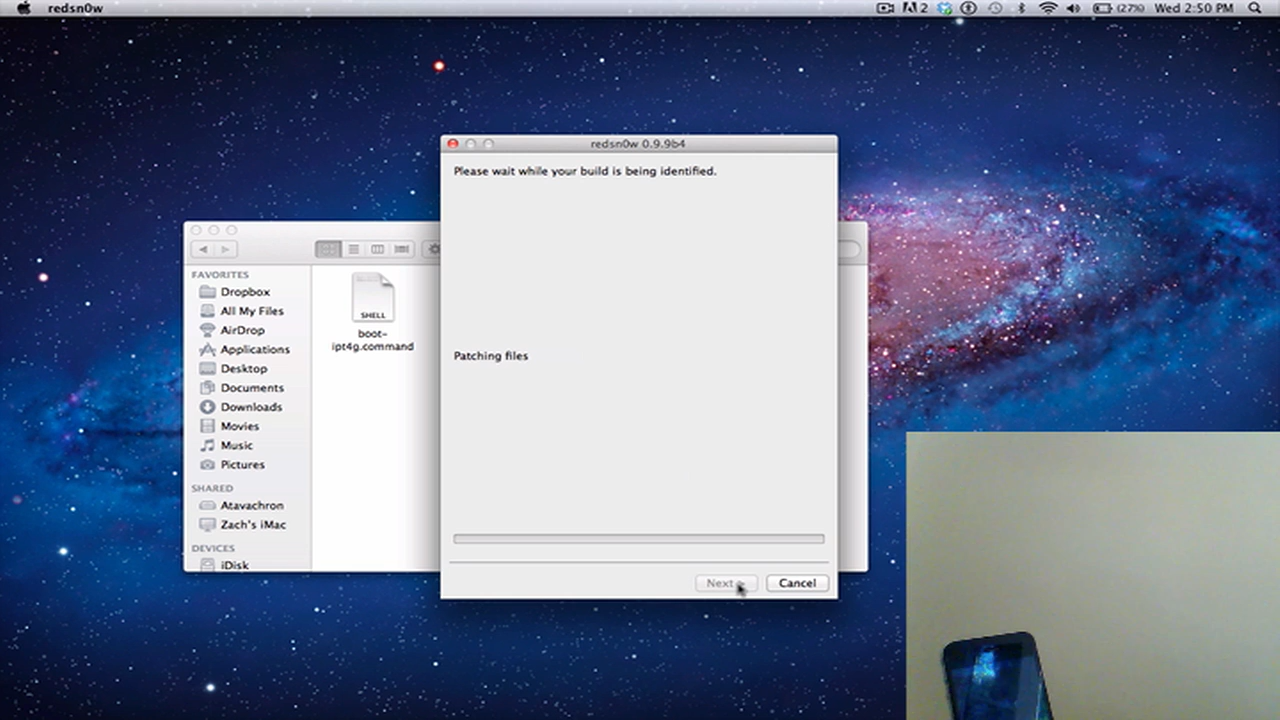 redsn0w
2
(27%)
Wed 2:50 PM
redsn0w 0.9.9b4
Please wait while your build is being identified.
Patching files
Next
Cancel
FAVORITES
Dropbox
All My Files
AirDrop
Applications
Desktop
Documents
Downloads
Movies
Music
Pictures
SHARED
Atavachron
Zach's iMac
DEVICES
iDisk
SHELL
boot-
ipt4g.command